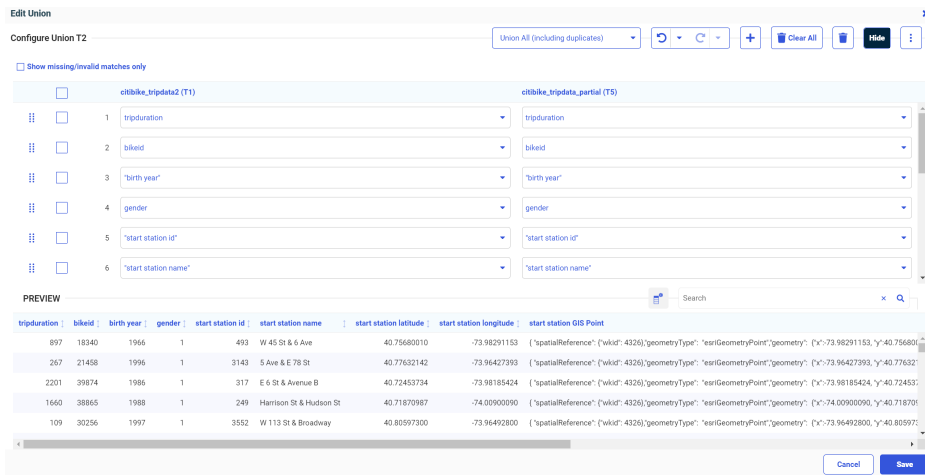 Edit Union
Configure Union T2
Union All (including duplicates)
Clear All
Hide
Show missing/invalid matches only
citibike_tripdata2 (T1) citibike_tripdata_partial (T5)
1 tripduration tripduration
2 bikeid bikeid
3 "birth year" "birth year"
4 gender gender
5 "start station id" "start station id"
6 "start station name" "start station name"
PREVIEW
Search
tripduration bikeid birth year gender start station id start station name start station latitude start station longitude start station GIS Point
897 18340 1966 1 493 W 45 St & 6 Ave 40.75680010 -73.98291153 { "spatialReference": {"wkid": 4326},"geometryType": "esriGeometryPoint","geometry": {"x":-73.98291153, "y":40.75680
267 21458 1996 1 3143 5 Ave & E 78 St 40.77632142 -73.96427393 { "spatialReference": {"wkid": 4326},"geometryType": "esriGeometryPoint","geometry": {"x":-73.96427393, "y":40.77632
2201 39874 1986 1 317 E 6 St & Avenue B 40.72453734 -73.98185424 { "spatialReference": {"wkid": 4326},"geometryType": "esriGeometryPoint","geometry": {"x":-73.98185424, "y":40.72453
1660 38865 1988 1 249 Harrison St & Hudson St 40.71870987 -74.00900090 { "spatialReference": {"wkid": 4326},"geometryType": "esriGeometryPoint","geometry": {"x":-74.00900090, "y":40.71870
109 30256 1997 1 3552 W 113 St & Broadway 40.80597300 -73.96492800 { "spatialReference": {"wkid": 4326},"geometryType": "esriGeometryPoint","geometry": {"x":-73.96492800, "y":40.80597
Cancel Save